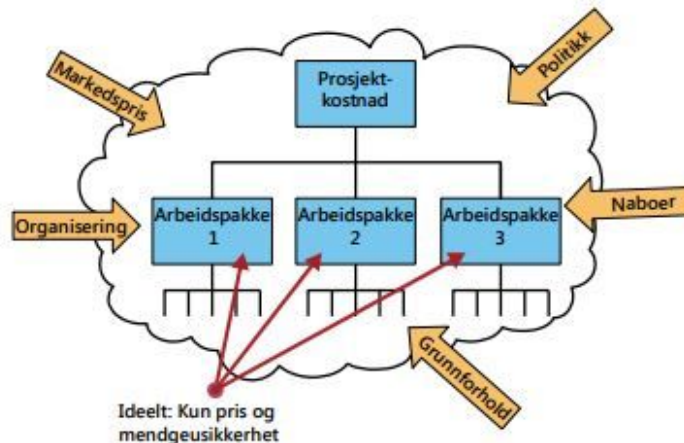 Markedspris
Politikk
Prosjekt-
kostnad
Organisering
Arbeidspakke
1
Arbeidspakke
2
Arbeidspakke
3
Naboer
Grunnforhold
Ideelt: Kun pris og
mendgeusikkerhet